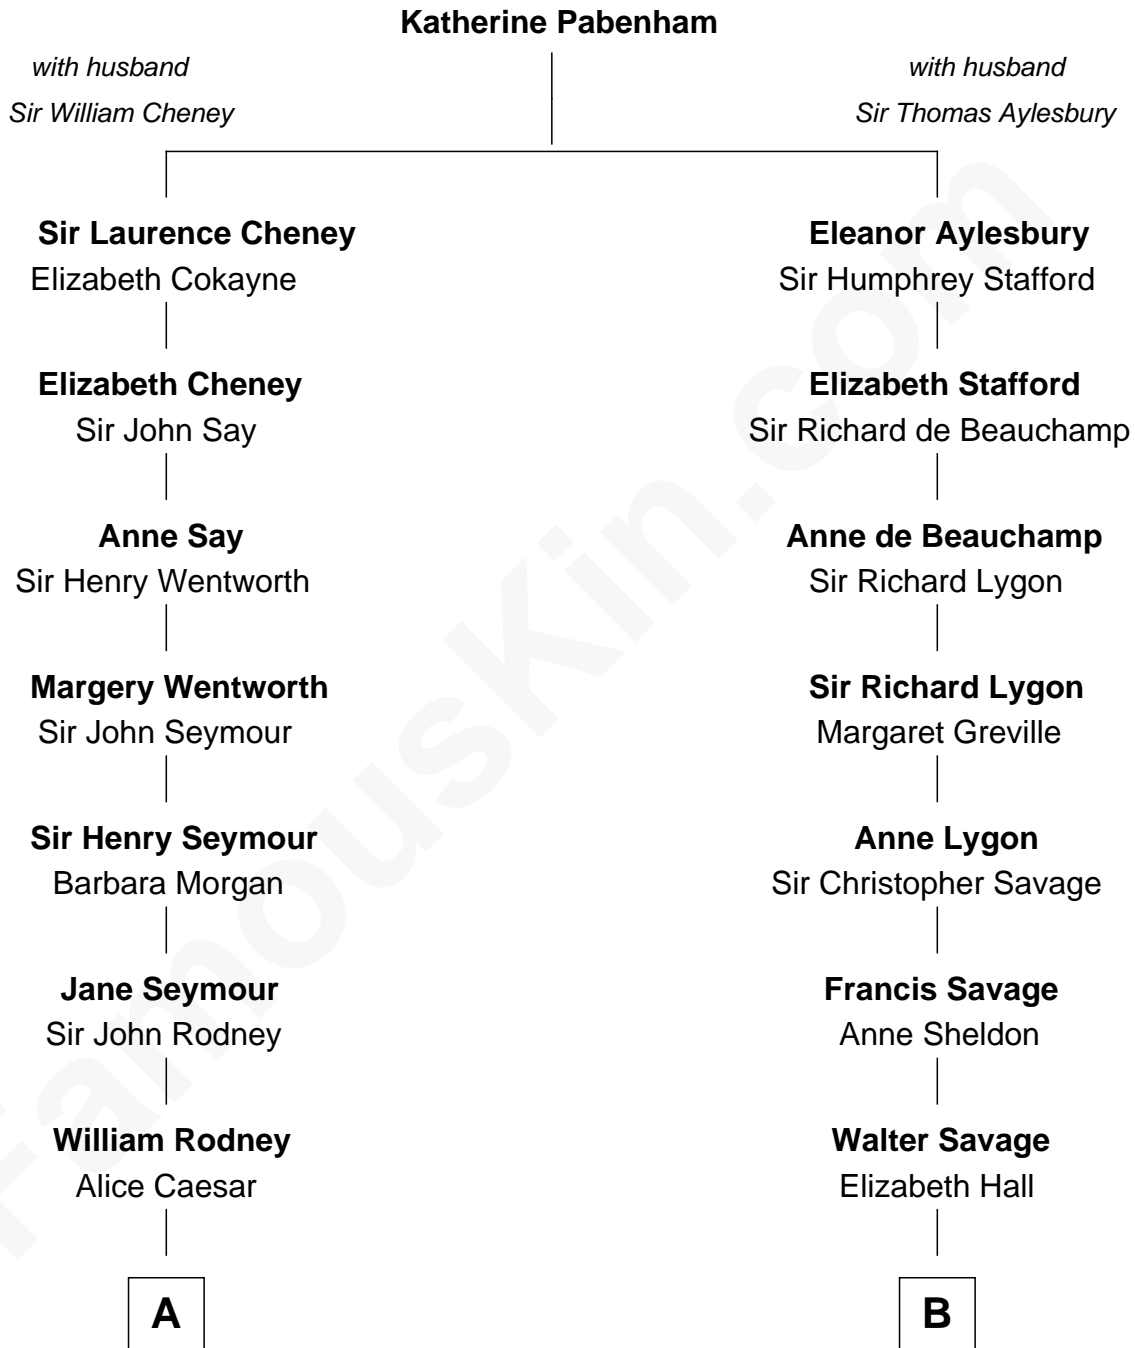 Katherine Pabenham
with husband
Sir William Cheney
with husband
Sir Thomas Aylesbury
Sir Laurence Cheney
Elizabeth Cokayne
Eleanor Aylesbury
Sir Humphrey Stafford
Elizabeth Cheney
Sir John Say
Elizabeth Stafford
Sir Richard de Beauchamp
Anne Say
Sir Henry Wentworth
Anne de Beauchamp
Sir Richard Lygon
Margery Wentworth
Sir John Seymour
Sir Richard Lygon
Margaret Greville
Sir Henry Seymour
Barbara Morgan
Anne Lygon
Sir Christopher Savage
Jane Seymour
Sir John Rodney
Francis Savage
Anne Sheldon
William Rodney
Alice Caesar
Walter Savage
Elizabeth Hall
A
B
FamousKin.com